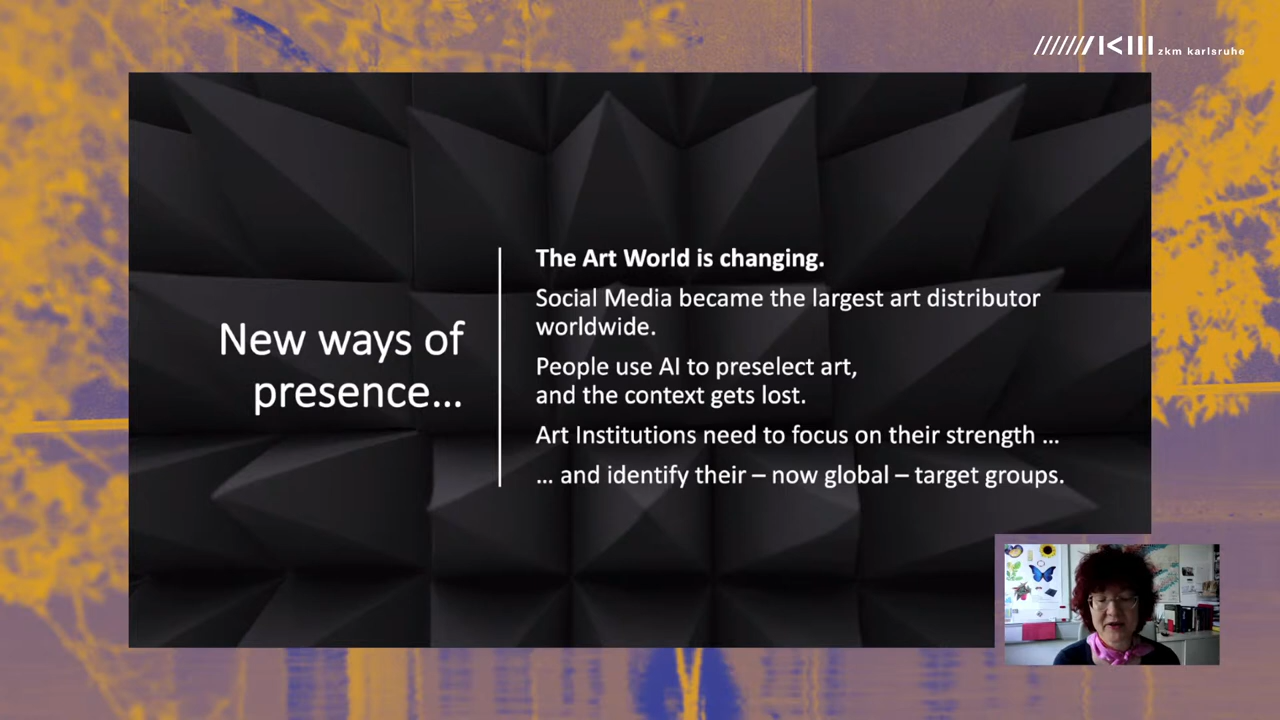 zkm karlsruhe
New ways of
presence...
The Art World is changing.
Social Media became the largest art distributor
worldwide.
People use AI to preselect art,
and the context gets lost.
Art Institutions need to focus on their strength ...
... and identify their – now global – target groups.